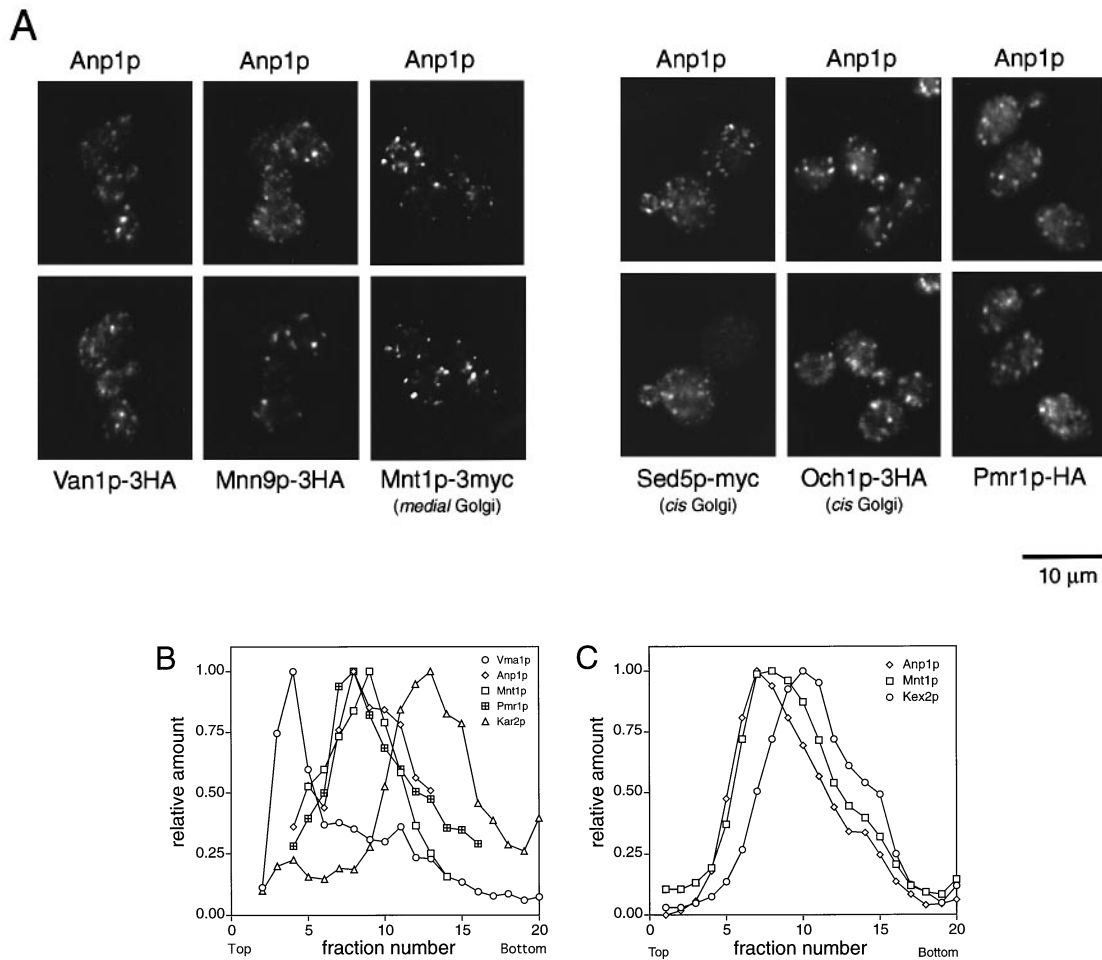 A
Anp1p Anp1p Anp1p Anp1p Anp1p Anp1p
Van1p-3HA Mnn9p-3HA Mnt1p-3myc Sed5p-myc Och1p-3HA Pmr1p-HA
(medial Golgi) (cis Golgi) (cis Golgi)
10 μm
B
Vma1p
Anp1p
Mnt1p
Pmr1p
Kar2p
1.00
0.75
0.50
0.25
0.00
relative amount
0 5 10 15 20
Top fraction number Bottom
C
Anp1p
Mnt1p
Kex2p
1.00
0.75
0.50
0.25
0.00
relative amount
0 5 10 15 20
Top fraction number Bottom